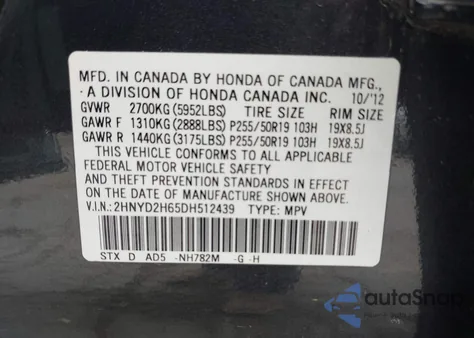 MFD. IN CANADA BY HONDA OF CANADA MFG.,
A DIVISION OF HONDA CANADA INC. 10/'12
GVWR 2700KG(5952LBS) TIRE SIZE RIM SIZE
GAWR F 1310KG(2888LBS) P255/50R19 103H 19X8.5J
GAWR R 1440KG(3175LBS) P255/50R19 103H 19X8.5J
THIS VEHICLE CONFORMS TO ALL APPLICABLE
FEDERAL MOTOR VEHICLE SAFETY
AND THEFT PREVENTION STANDARDS IN EFFECT
ON THE DATE OF MANUFACTURE SHOWN ABOVE.
V.I.N.: 2HNYD2H65DH512439 TYPE: MPV
STX D AD5 -NH782M -G -H
autoSnap